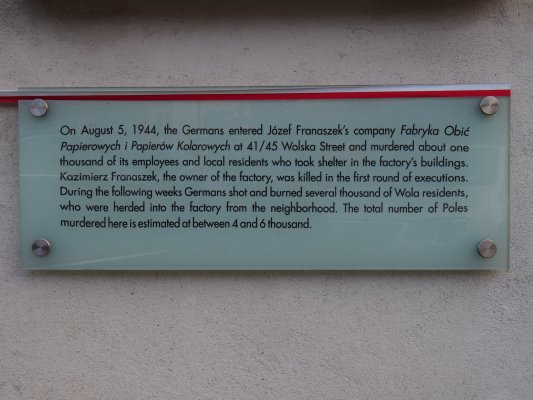 On August 5, 1944, the Germans entered Józef Franaszek's company Fabryka Obić
Papierowych i Papierów Kolorowych at 41/45 Wolska Street and murdered about one
thousand of its employees and local residents who took shelter in the factory's buildings.
Kazimierz Franaszek, the owner of the factory, was killed in the first round of executions.
During the following weeks Germans shot and burned several thousand of Wola residents,
who were herded into the factory from the neighborhood. The total number of Poles
murdered here is estimated at between 4 and 6 thousand.